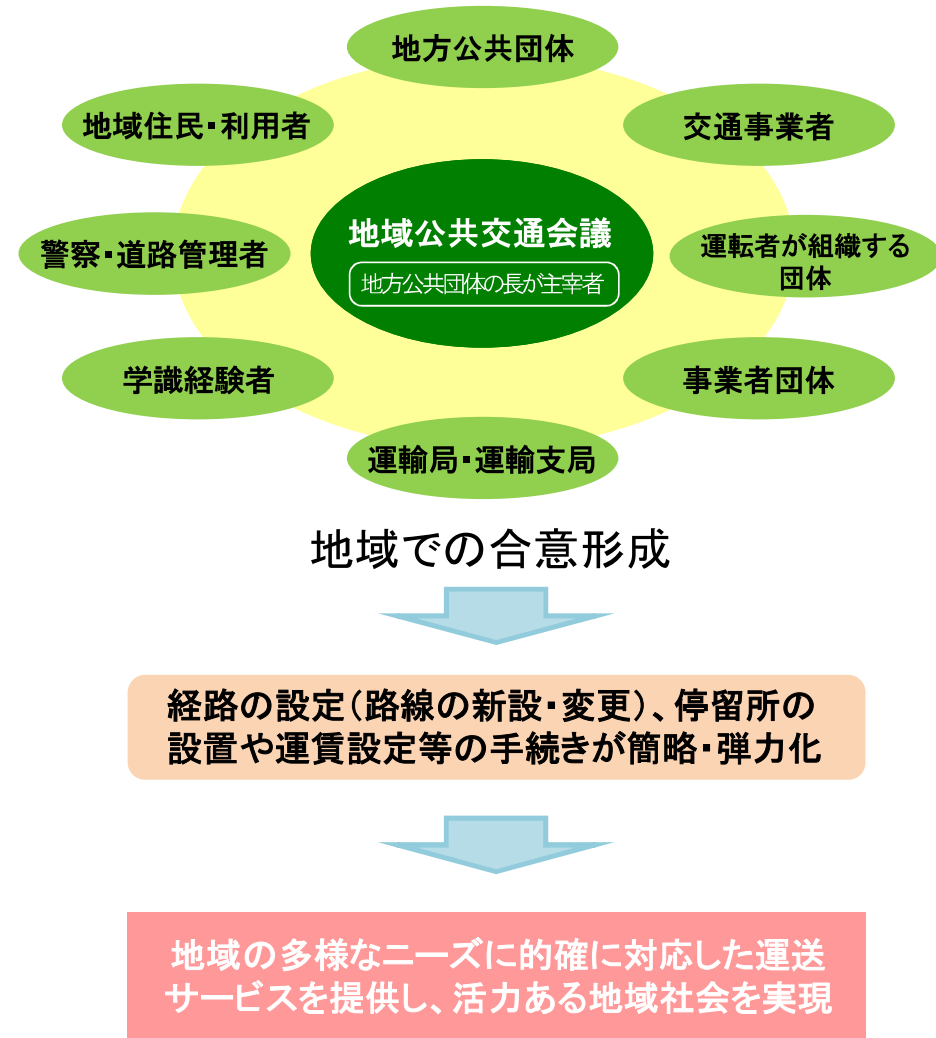 地方公共団体
地域住民・利用者
交通事業者
地域公共交通会議
地方公共団体の長が主宰者
警察・道路管理者
運転者が組織する
団体
学識経験者
事業者団体
運輸局・運輸支局
地域での合意形成
経路の設定(路線の新設・変更)、停留所の
設置や運賃設定等の手続きが簡略・弾力化
地域の多様なニーズに的確に対応した運送
サービスを提供し、活力ある地域社会を実現